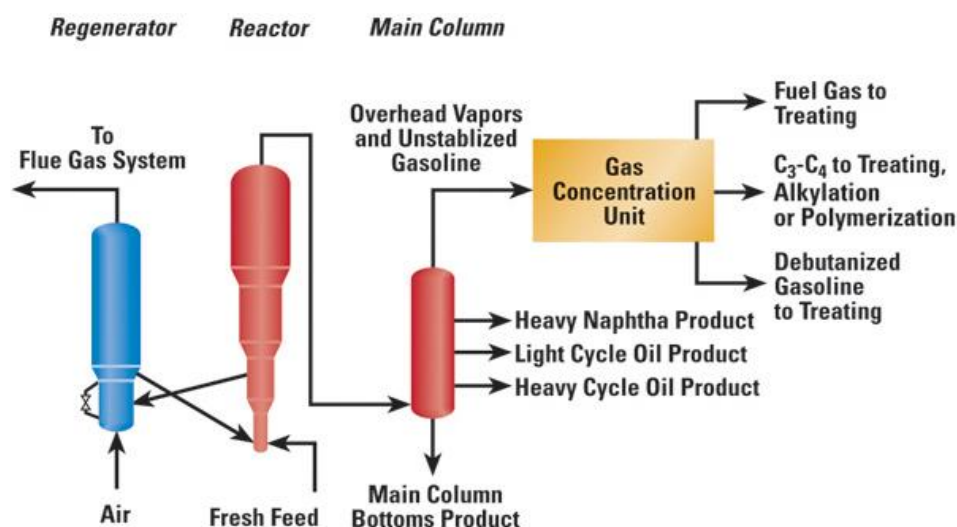 Regenerator
Reactor
Main Column
To
Flue Gas System
Overhead Vapors
and Unstablized
Gasoline
Gas
Concentration
Unit
Fuel Gas to
Treating
C₃-C₄ to Treating,
Alkylation
or Polymerization
Debutanized
Gasoline
to Treating
Heavy Naphtha Product
Light Cycle Oil Product
Heavy Cycle Oil Product
Air
Fresh Feed
Main Column
Bottoms Product